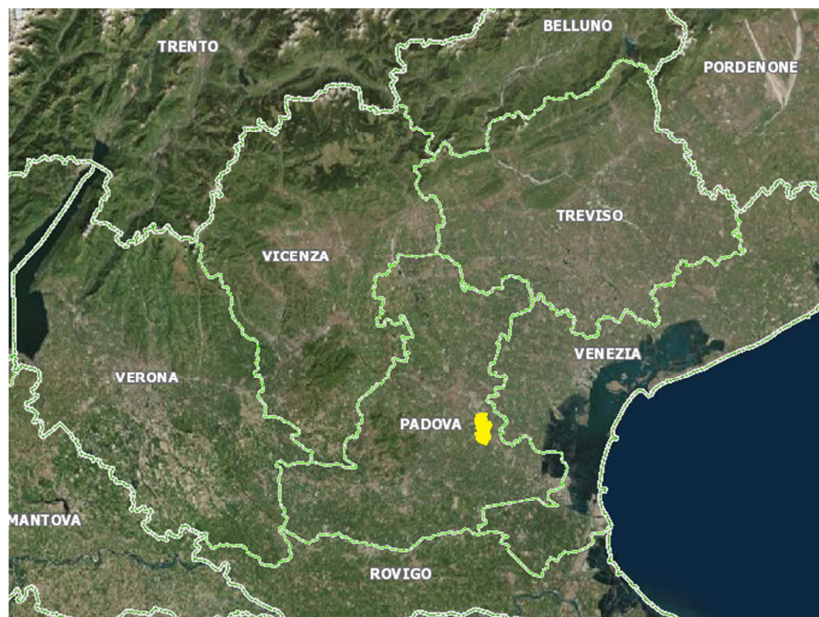 BELLUNO
TRENTO
PORDENONE
TREVISO
VICENZA
VENEZIA
VERONA
PADOVA
MANTOVA
ROVIGO